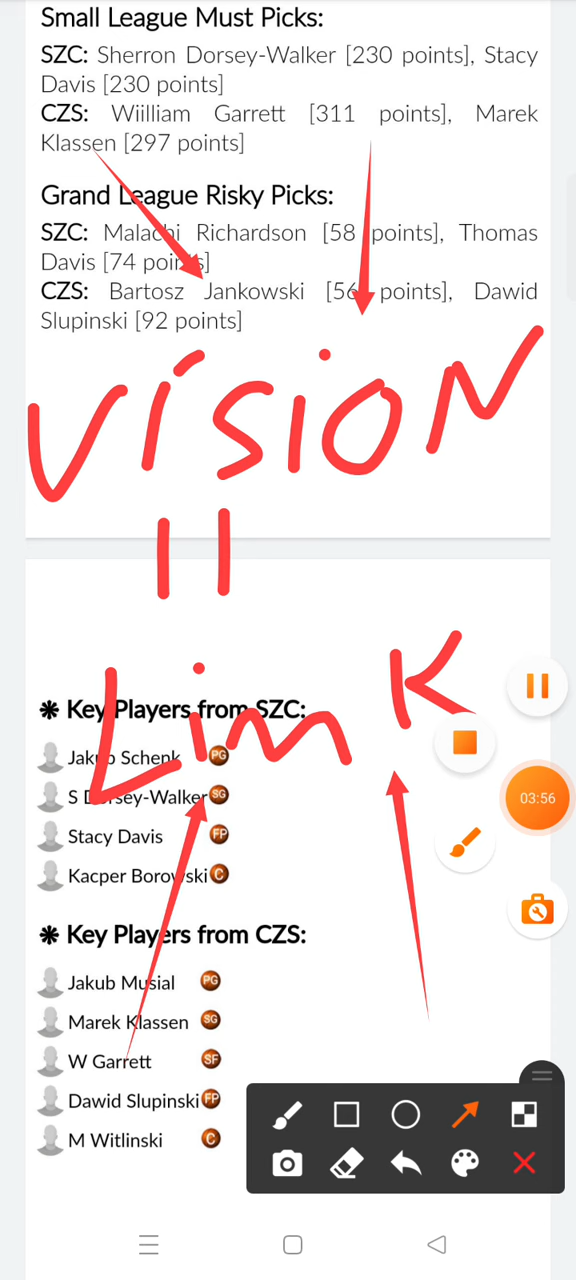 Small League Must Picks:
SZC: Sherron Dorsey-Walker [230 points], Stacy
Davis [230 points]
CZS: Wiilliam Garrett [311 points], Marek
Klassen [297 points]
Grand League Risky Picks:
SZC: Malachi Richardson [58 points], Thomas
Davis [74 points]
CZS: Bartosz Jankowski [56 points], Dawid
Slupinski [92 points]
VISION
LinK
✱ Key Players from SZC:
Jakub Schenk PG
S Dorsey-Walker SG
Stacy Davis FP
Kacper Borowski C
03:56
✱ Key Players from CZS:
Jakub Musial PG
Marek Klassen SG
W Garrett SF
Dawid Slupinski FP
M Witlinski C